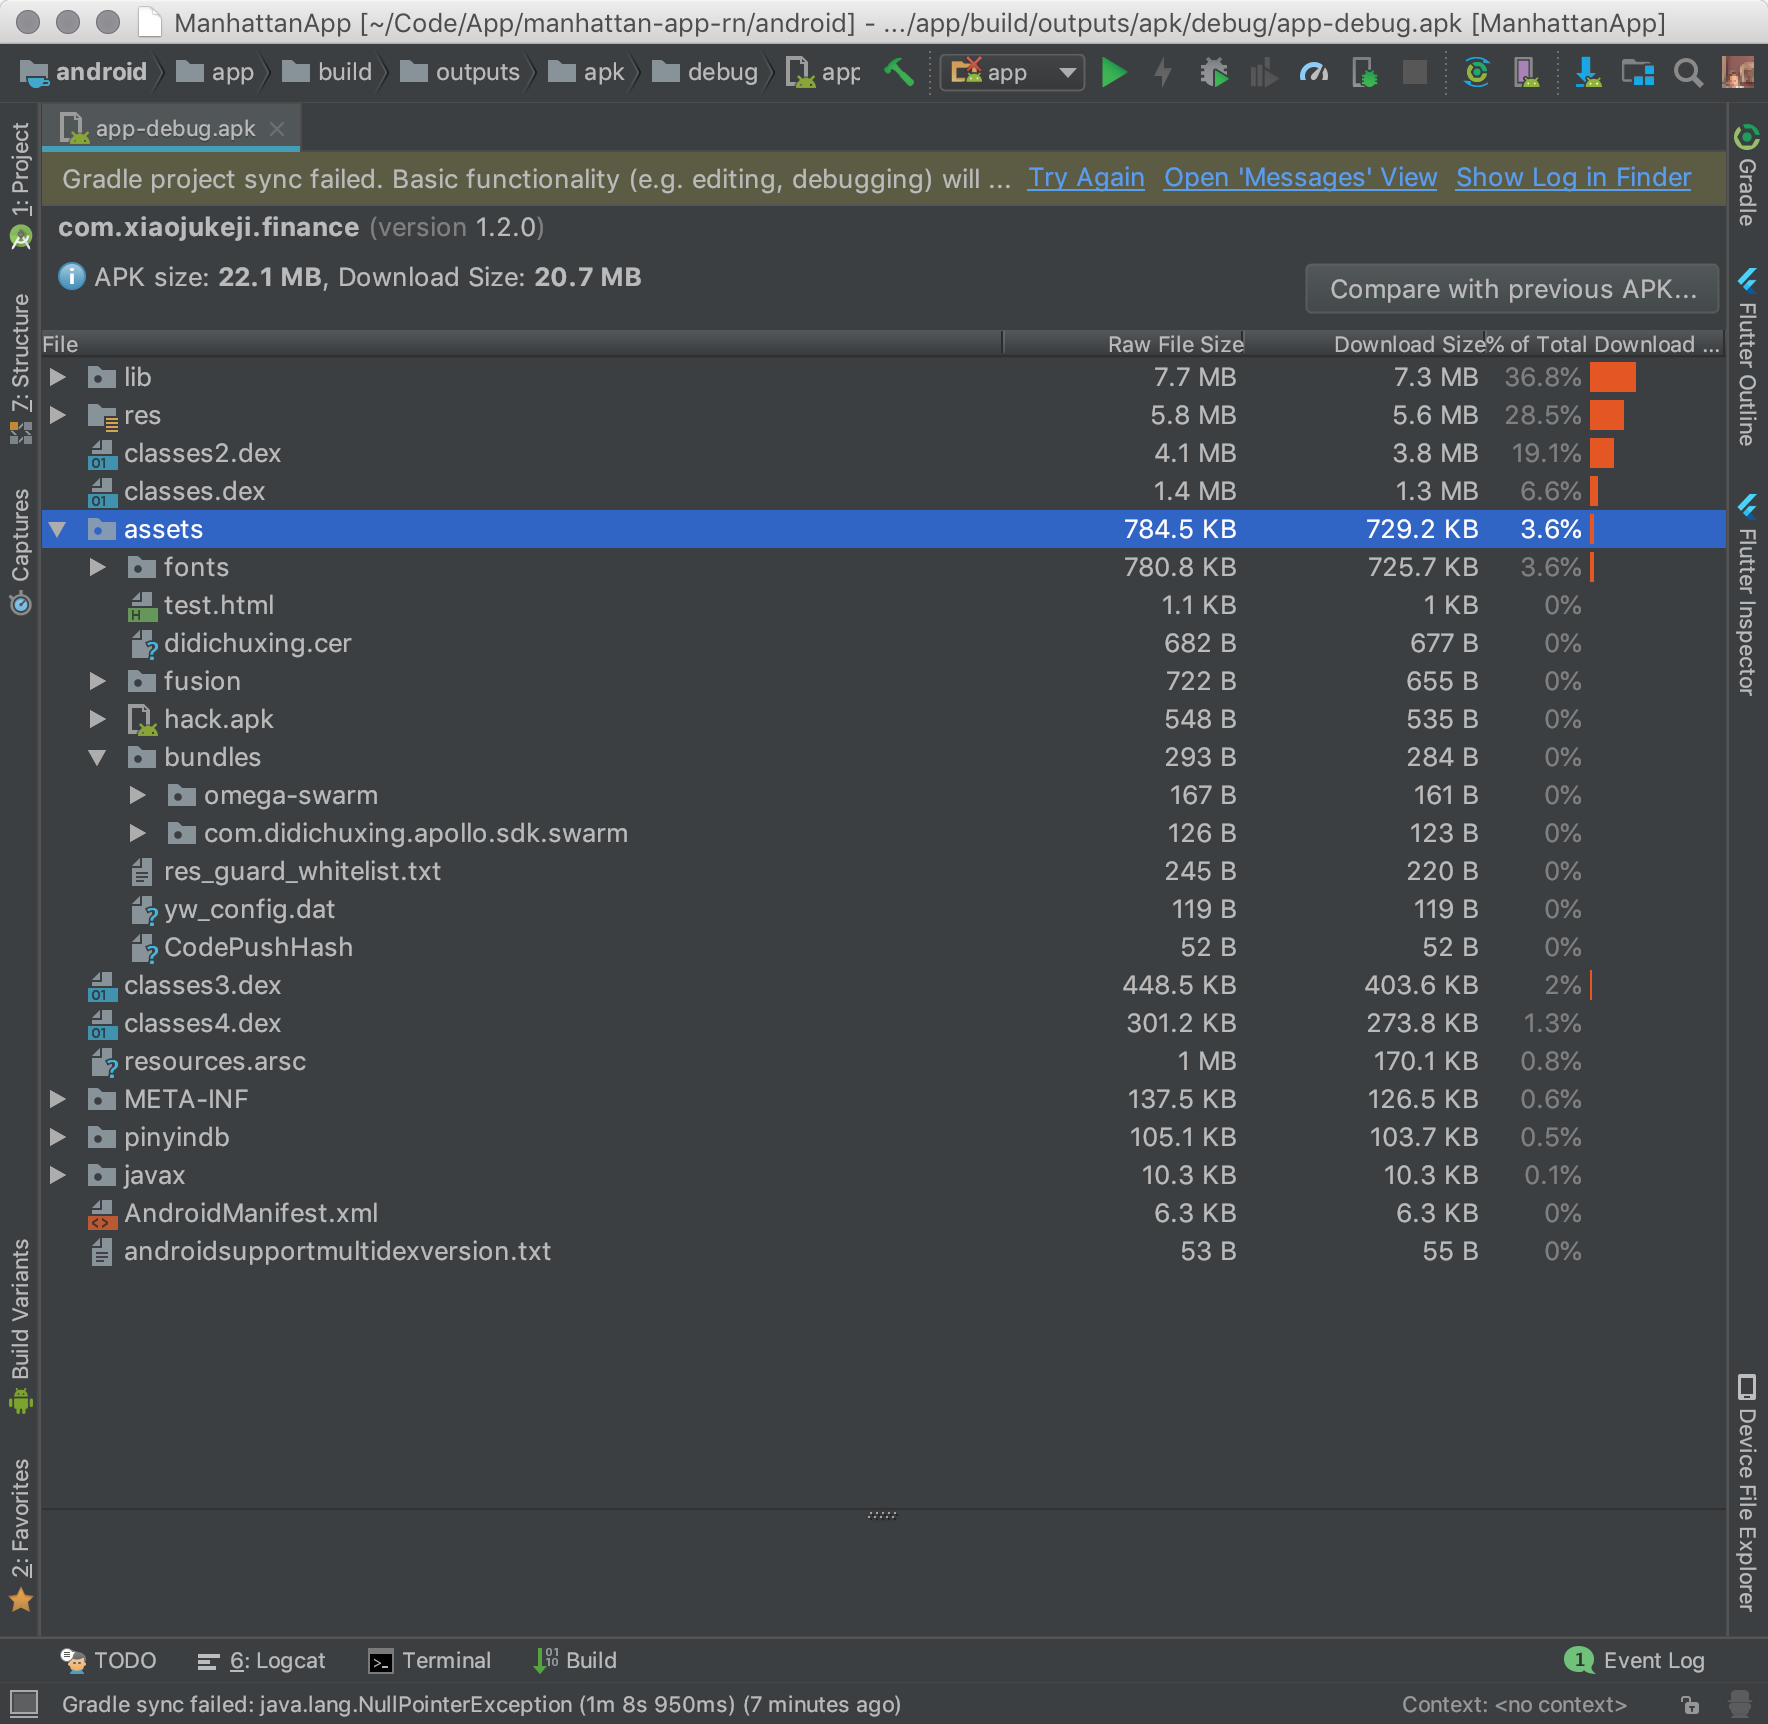 ManhattanApp [~/Code/App/manhattan-app-rn/android] - .../app/build/outputs/apk/debug/app-debug.apk [ManhattanApp]
android app build outputs apk debug app app
app-debug.apk
Gradle project sync failed. Basic functionality (e.g. editing, debugging) will ... Try Again Open 'Messages' View Show Log in Finder
com.xiaojukeji.finance (version 1.2.0)
APK size: 22.1 MB, Download Size: 20.7 MB
Compare with previous APK...
File Raw File Size Download Size % of Total Download ...
lib 7.7 MB 7.3 MB 36.8%
res 5.8 MB 5.6 MB 28.5%
classes2.dex 4.1 MB 3.8 MB 19.1%
classes.dex 1.4 MB 1.3 MB 6.6%
assets 784.5 KB 729.2 KB 3.6%
fonts 780.8 KB 725.7 KB 3.6%
test.html 1.1 KB 1 KB 0%
didichuxing.cer 682 B 677 B 0%
fusion 722 B 655 B 0%
hack.apk 548 B 535 B 0%
bundles 293 B 284 B 0%
omega-swarm 167 B 161 B 0%
com.didichuxing.apollo.sdk.swarm 126 B 123 B 0%
res_guard_whitelist.txt 245 B 220 B 0%
yw_config.dat 119 B 119 B 0%
CodePushHash 52 B 52 B 0%
classes3.dex 448.5 KB 403.6 KB 2%
classes4.dex 301.2 KB 273.8 KB 1.3%
resources.arsc 1 MB 170.1 KB 0.8%
META-INF 137.5 KB 126.5 KB 0.6%
pinyindb 105.1 KB 103.7 KB 0.5%
javax 10.3 KB 10.3 KB 0.1%
AndroidManifest.xml 6.3 KB 6.3 KB 0%
androidsupportmultidexversion.txt 53 B 55 B 0%
1: Project
7: Structure
Captures
Build Variants
2: Favorites
Gradle
Flutter Outline
Flutter Inspector
Device File Explorer
TODO 6: Logcat Terminal Build 1 Event Log
Gradle sync failed: java.lang.NullPointerException (1m 8s 950ms) (7 minutes ago) Context: <no context>